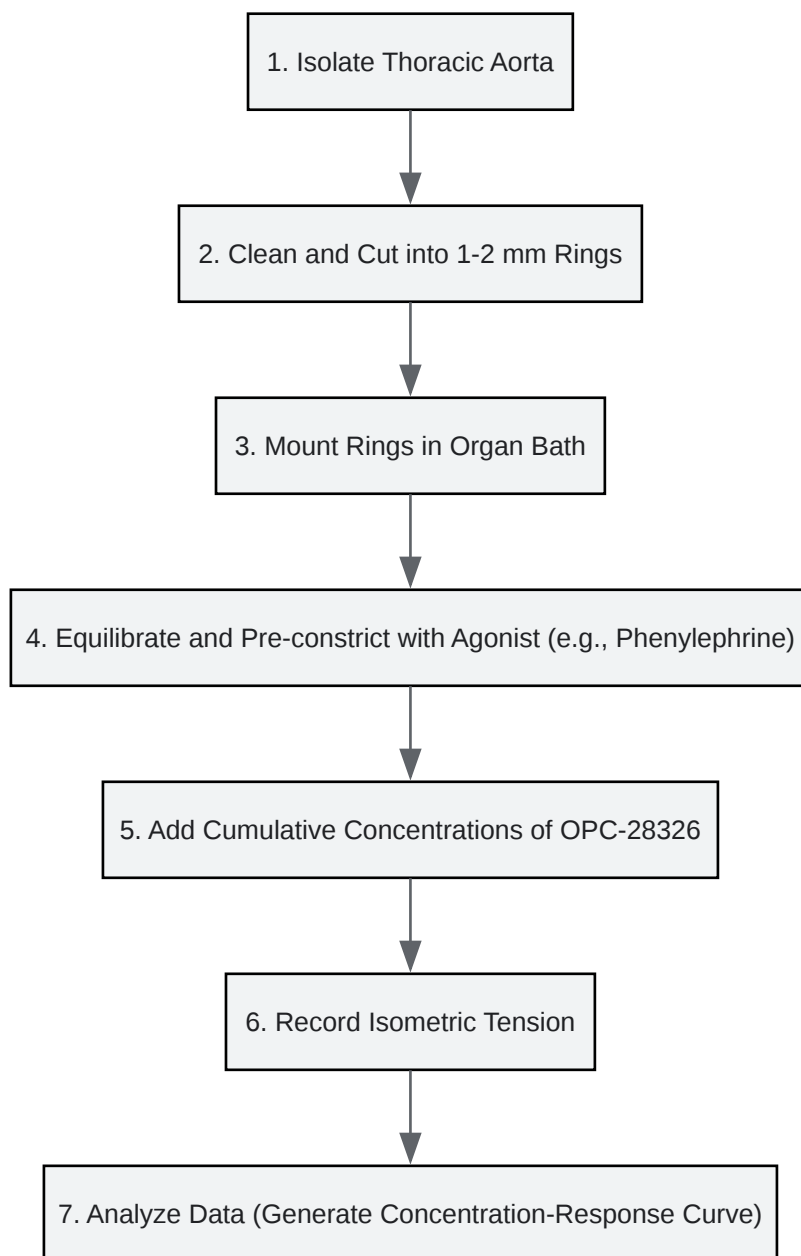 1. Isolate Thoracic Aorta
2. Clean and Cut into 1-2 mm Rings
3. Mount Rings in Organ Bath
4. Equilibrate and Pre-constrict with Agonist (e.g., Phenylephrine)
5. Add Cumulative Concentrations of OPC-28326
6. Record Isometric Tension
7. Analyze Data (Generate Concentration-Response Curve)